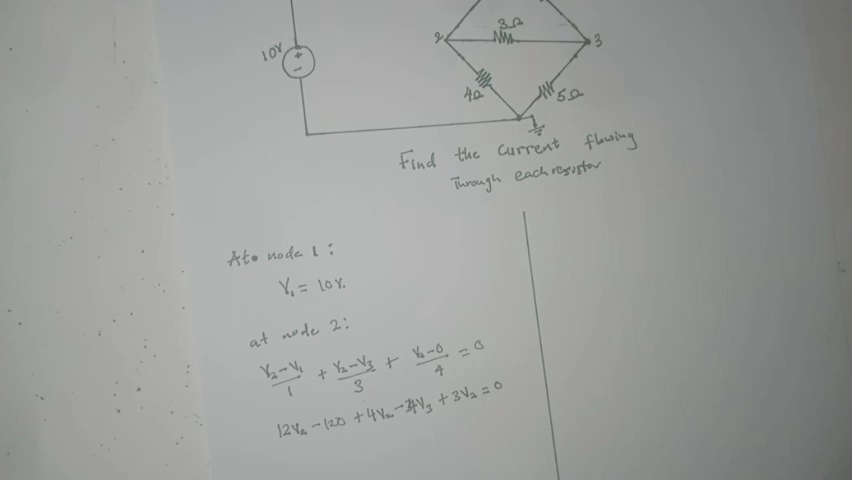 3Ω
2
3
10V
+
-
4Ω
5Ω
Find the current flowing
Through each resistor
At node 1:
V₁ = 10V.
at node 2:
V₂-V₁/1 + V₂-V₃/3 + V₂-0/4 = 0
12V₂ - 120 + 4V₂ - 4V₃ + 3V₂ = 0